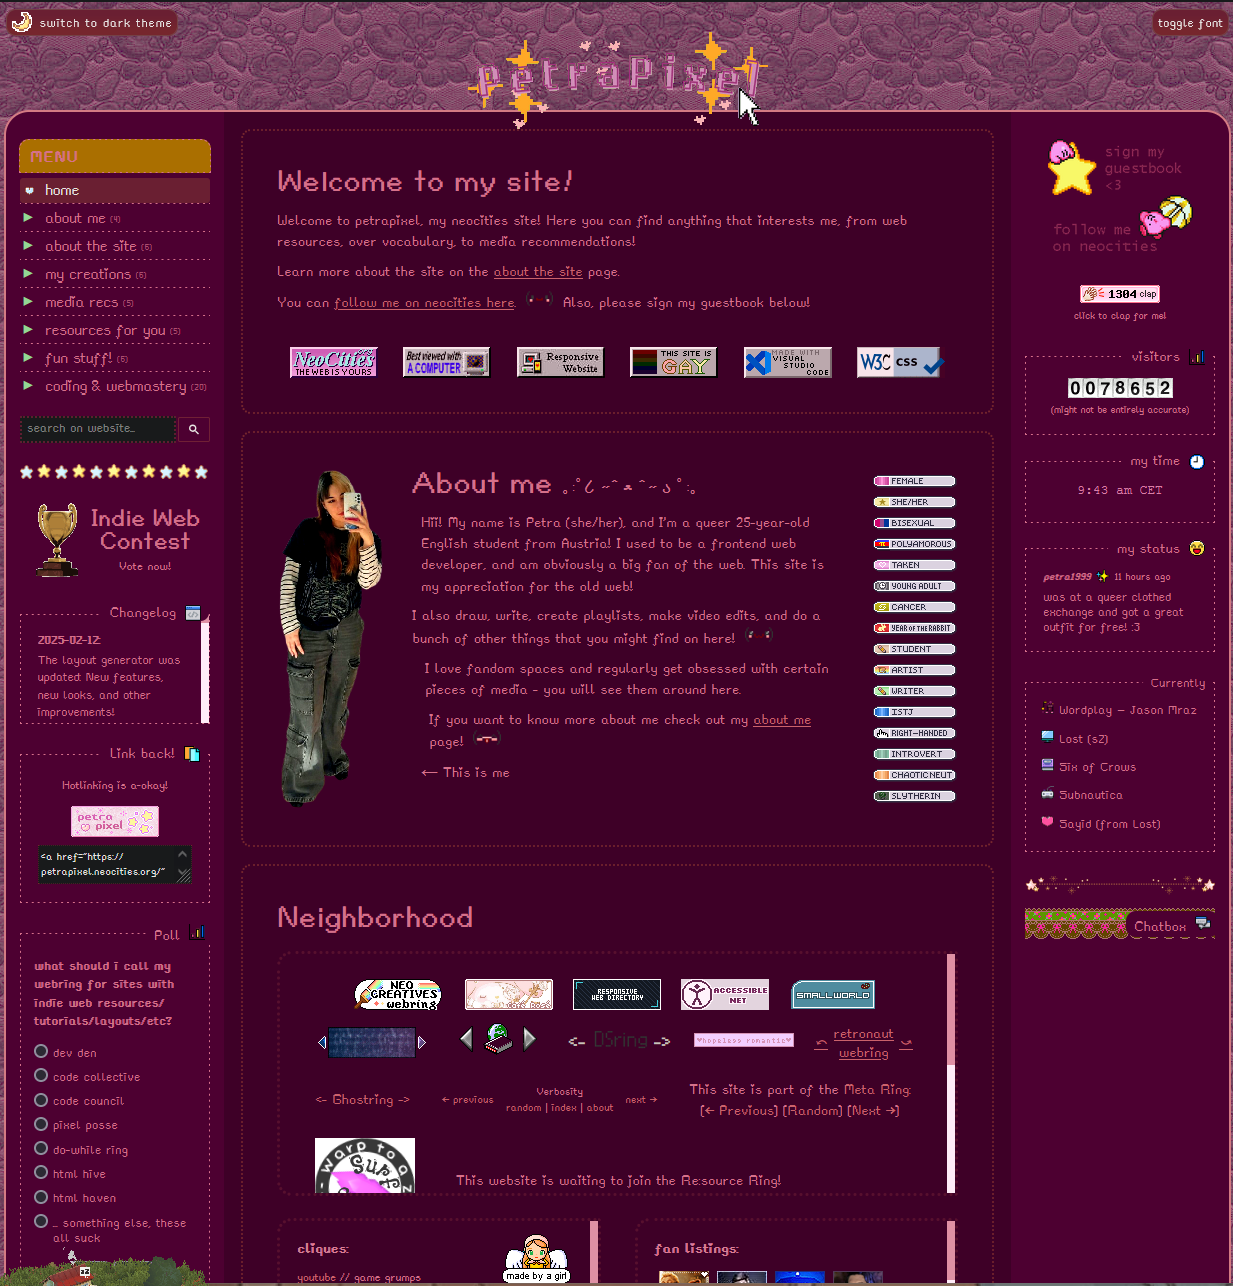 switch to dark theme
toggle font
petrapixel
MENU
home
about me (4)
about the site (6)
my creations (6)
media recs (5)
resources for you (5)
fun stuff! (6)
coding & webmastery (20)
search on website...
Indie Web
Contest
Vote now!
Changelog
2025-02-12:
The layout generator was
updated: New features,
new looks, and other
improvements!
Link back!
Hotlinking is a-okay!
petra
pixel
<a href="https://
petrapixel.neocities.org/"
Poll
what should i call my
webring for sites with
indie web resources/
tutorials/layouts/etc?
dev den
code collective
code council
pixel posse
do-while ring
html hive
html haven
... something else, these
all suck
Welcome to my site!
Welcome to petrapixel, my neocities site! Here you can find anything that interests me, from web
resources, over vocabulary, to media recommendations!
Learn more about the site on the about the site page.
You can follow me on neocities here. Also, please sign my guestbook below!
NeoCities.org
THE WEB IS YOURS
Best viewed with
A COMPUTER
Responsive
Website
THIS SITE IS
GAY
MADE WITH
VISUAL
STUDIO
CODE
W3C css
About me
Hii! My name is Petra (she/her), and I'm a queer 25-year-old
English student from Austria! I used to be a frontend web
developer, and am obviously a big fan of the web. This site is
my appreciation for the old web!
I also draw, write, create playlists, make video edits, and do a
bunch of other things that you might find on here!
I love fandom spaces and regularly get obsessed with certain
pieces of media - you will see them around here.
If you want to know more about me check out my about me
page!
← This is me
FEMALE
SHE/HER
BISEXUAL
POLYAMOROUS
TAKEN
YOUNG ADULT
CANCER
YEAR OF THE RABBIT
STUDENT
ARTIST
WRITER
ISTJ
RIGHT-HANDED
INTROVERT
CHAOTIC NEUT
SLYTHERIN
Neighborhood
NEO
CREATIVES
webring
RESPONSIVE
WEB DIRECTORY
ACCESSIBLE
NET
SMALLWORLD
<- DSring ->
hopeless romantic
retronaut
webring
<- Ghostring ->
← previous
Verbosity
random | index | about
next →
This site is part of the Meta Ring:
[← Previous] [Random] [Next →]
WARP TO A
SURF
This website is waiting to join the Re:source Ring!
cliques:
youtube // game grumps
made by a girl
fan listings:
sign my
guestbook
<3
follow me
on neocities
1304 clap
click to clap for me!
visitors
0078652
(might not be entirely accurate)
my time
9:43 am CET
my status
petra1999 11 hours ago
was at a queer clothed
exchange and got a great
outfit for free! :3
Currently
Wordplay – Jason Mraz
Lost (s2)
Six of Crows
Subnautica
Sayid (from Lost)
Chatbox